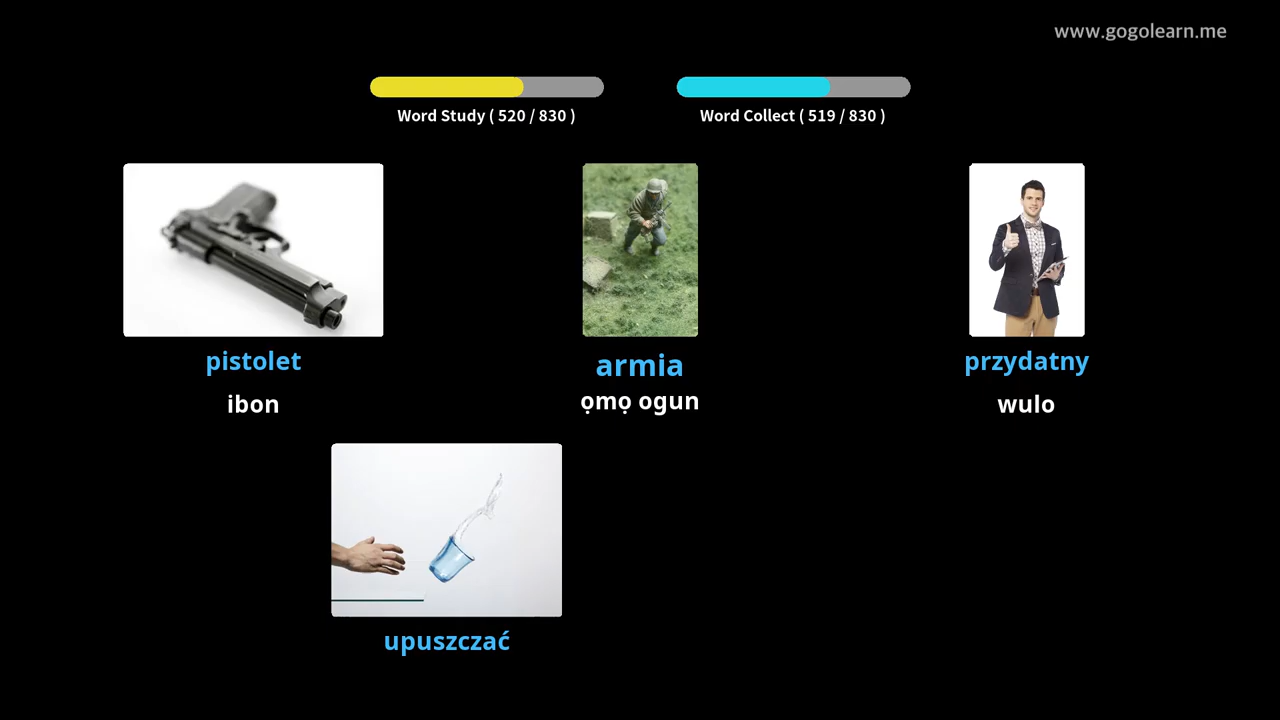 www.gogolearn.me
Word Study ( 520 / 830 )
Word Collect ( 519 / 830 )
pistolet
armia
przydatny
ibon
ọmọ ogun
wulo
upuszczać